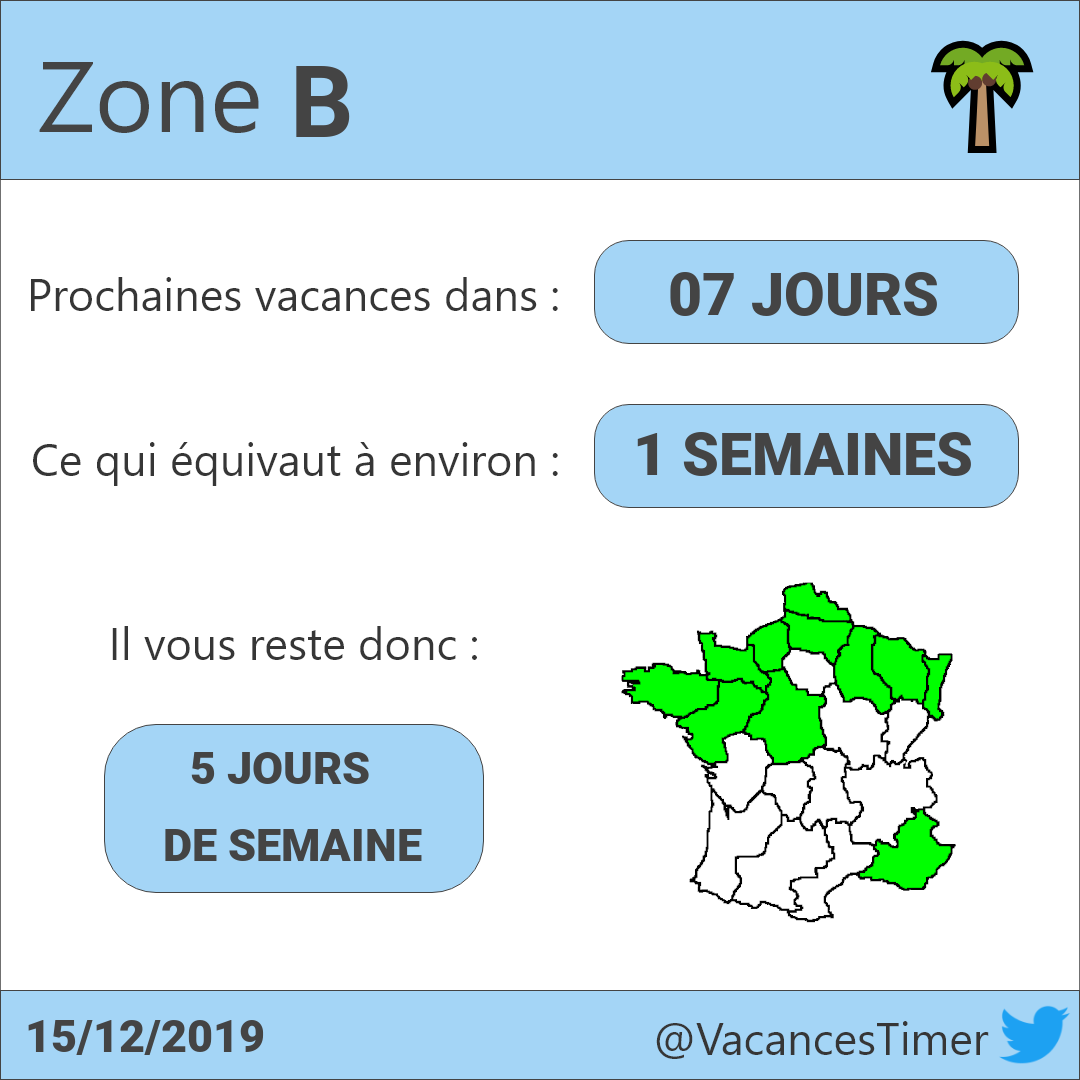 Zone B
Prochaines vacances dans :
07 JOURS
Ce qui équivaut à environ :
1 SEMAINES
Il vous reste donc :
5 JOURS
DE SEMAINE
15/12/2019
@VacancesTimer